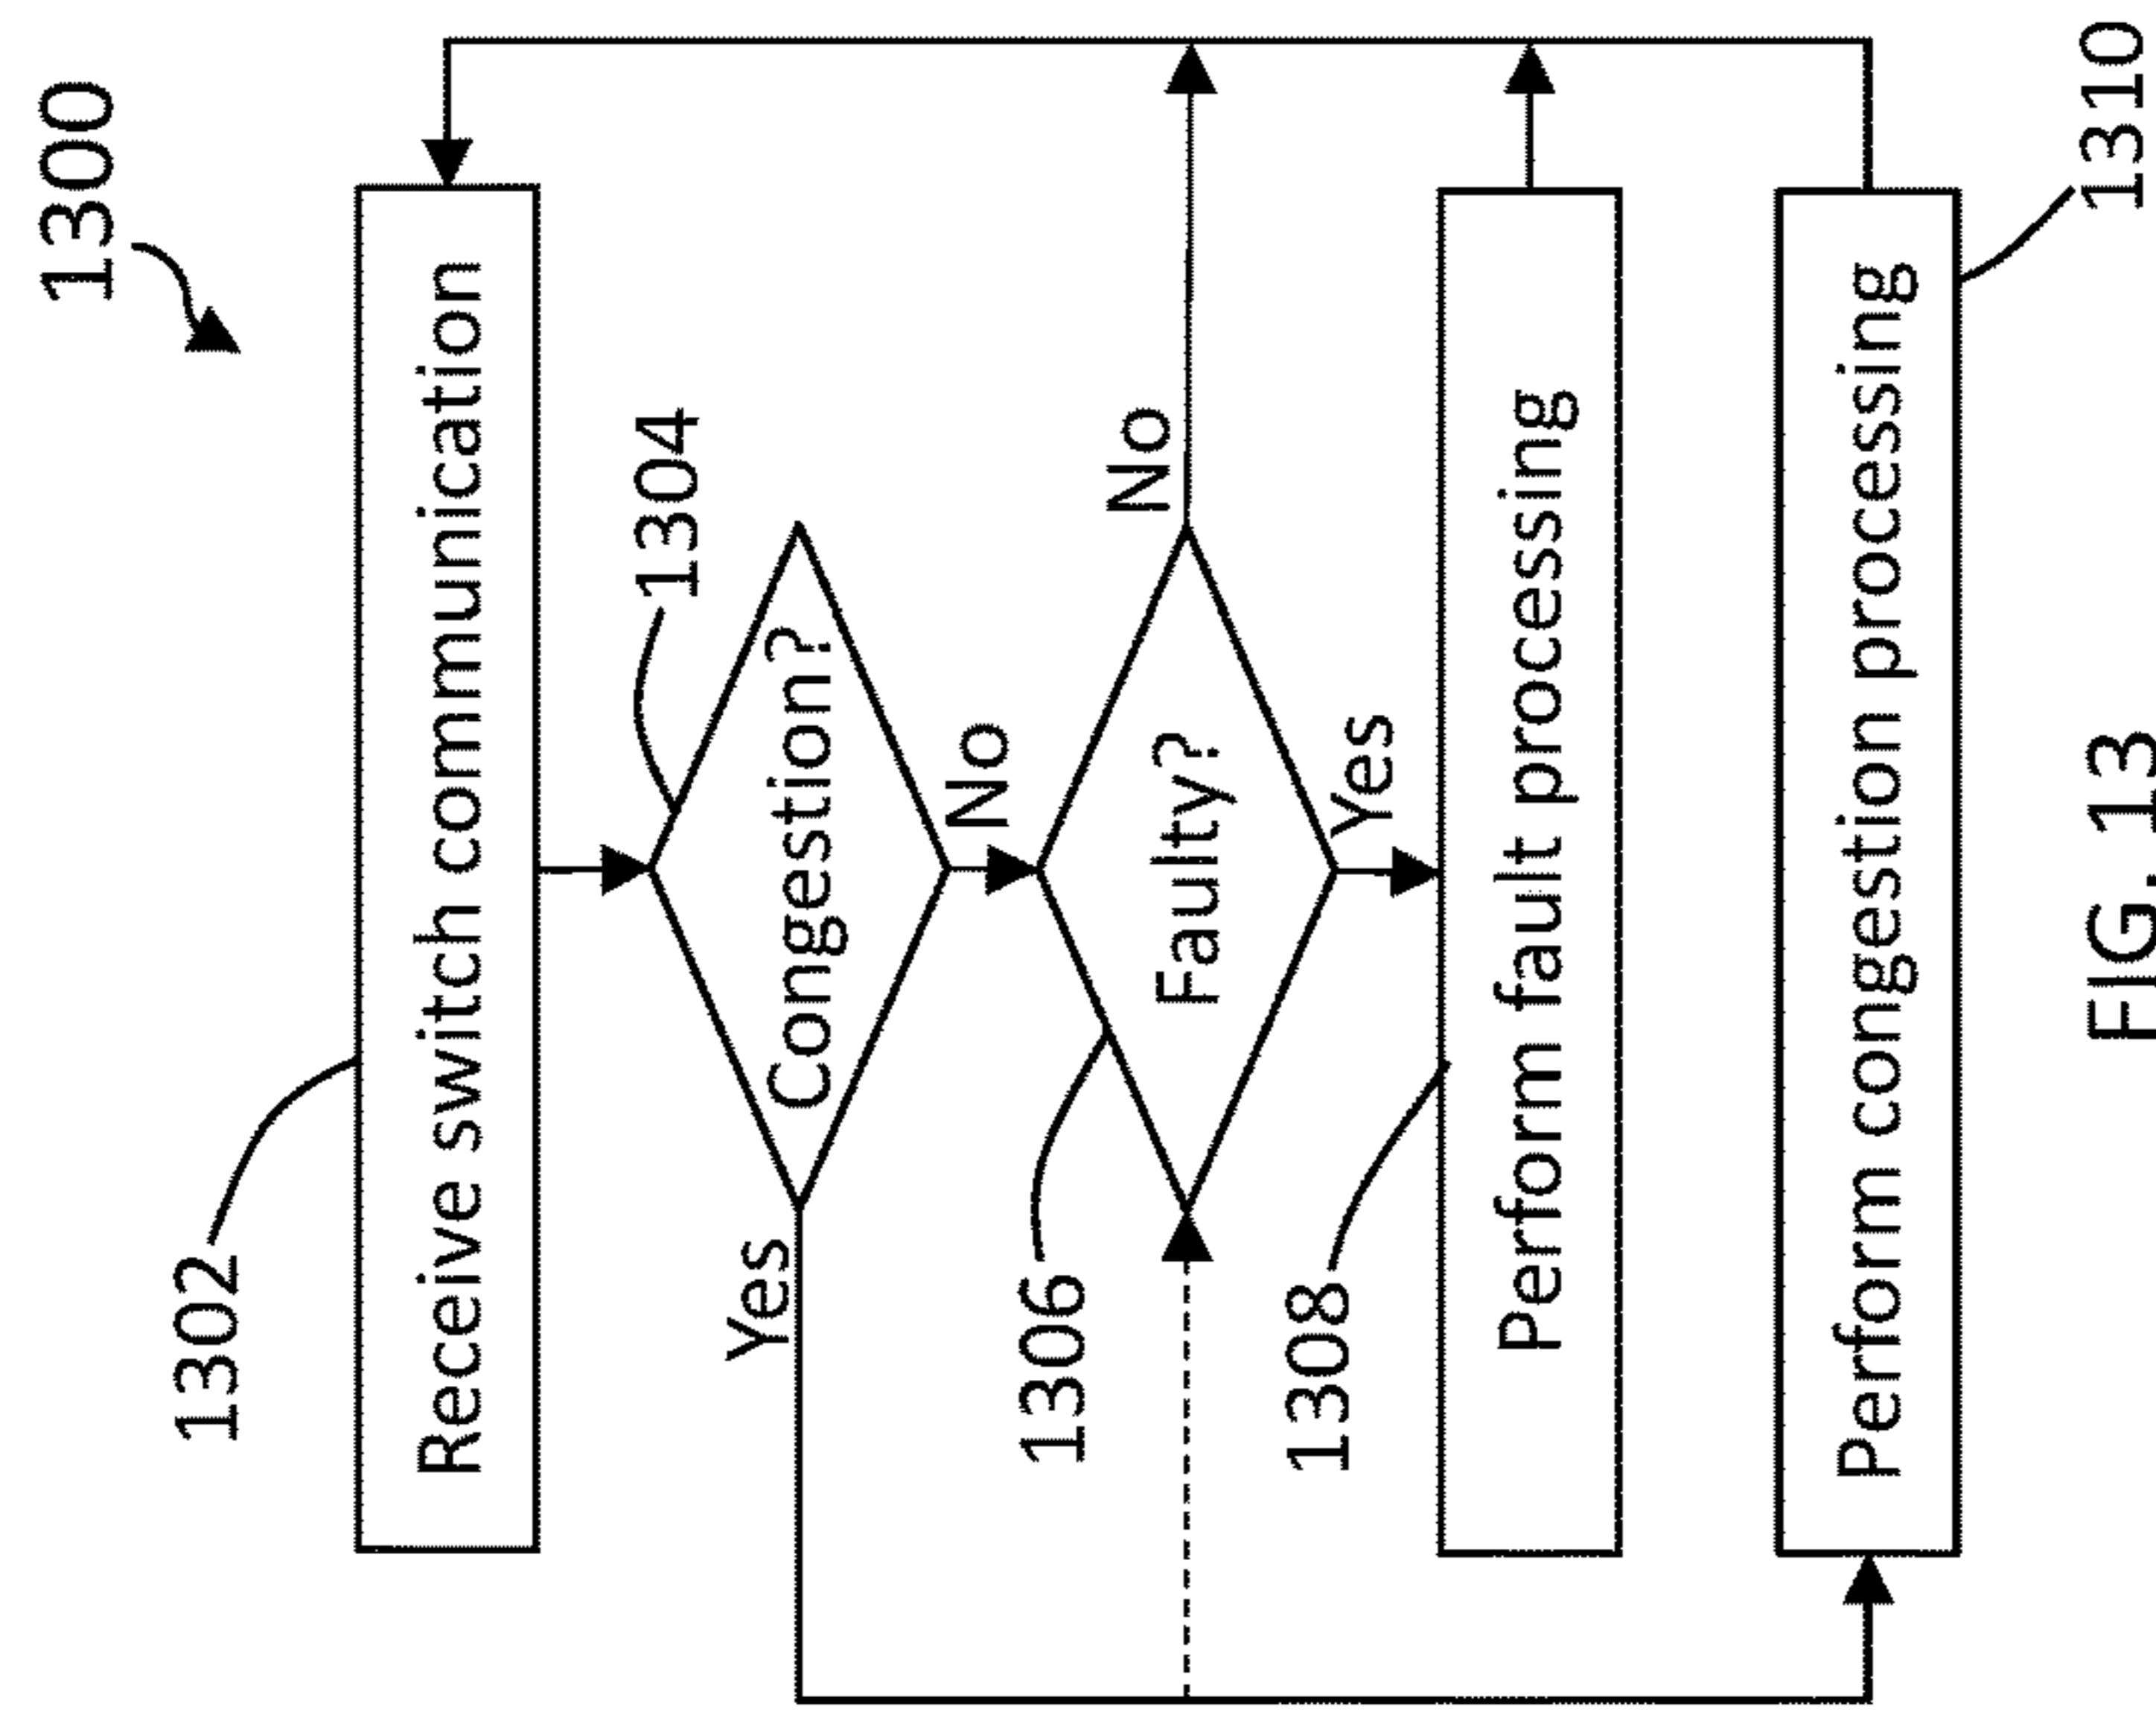 1300
1302
Receive switch communication
1304
Congestion?
Yes
No
1306
Faulty?
No
Yes
1308
Perform fault processing
Perform congestion processing
1310
FIG. 13